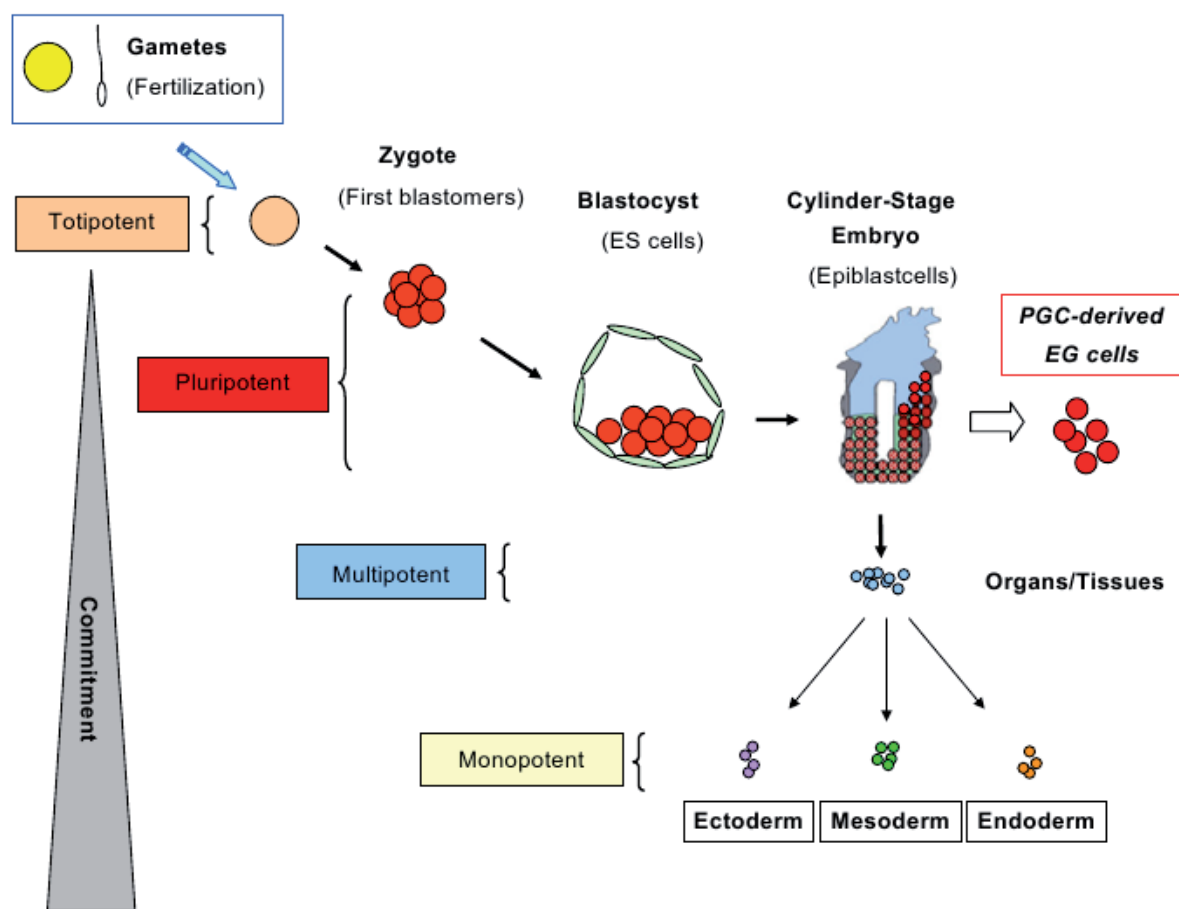 Gametes
(Fertilization)
Zygote
(First blastomers)
Totipotent
Blastocyst
(ES cells)
Cylinder-Stage
Embryo
(Epiblastcells)
PGC-derived
EG cells
Pluripotent
Multipotent
Organs/Tissues
Commitment
Monopotent
Ectoderm
Mesoderm
Endoderm